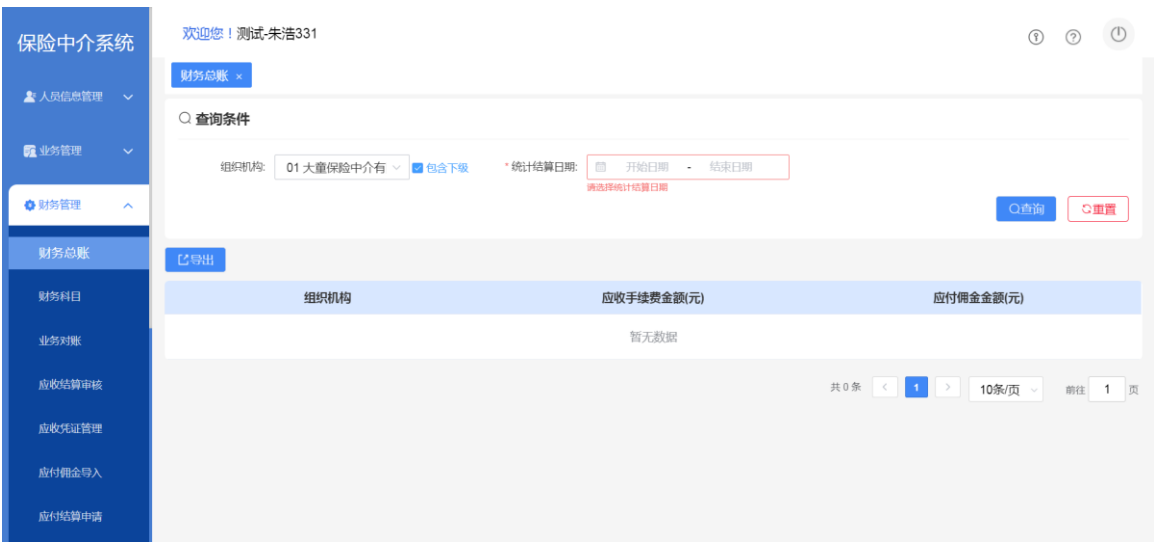 保险中介系统
欢迎您！测试-朱浩331
财务总账 ×
人员信息管理
查询条件
业务管理
组织机构: 01 大童保险中介有 包含下级 * 统计结算日期: 开始日期 - 结束日期
请选择统计结算日期
财务管理
查询 重置
财务总账
导出
财务科目
组织机构 应收手续费金额(元) 应付佣金金额(元)
业务对账
暂无数据
应收结算审核
共 0 条 < 1 > 10条/页 前往 1 页
应收凭证管理
应付佣金导入
应付结算申请